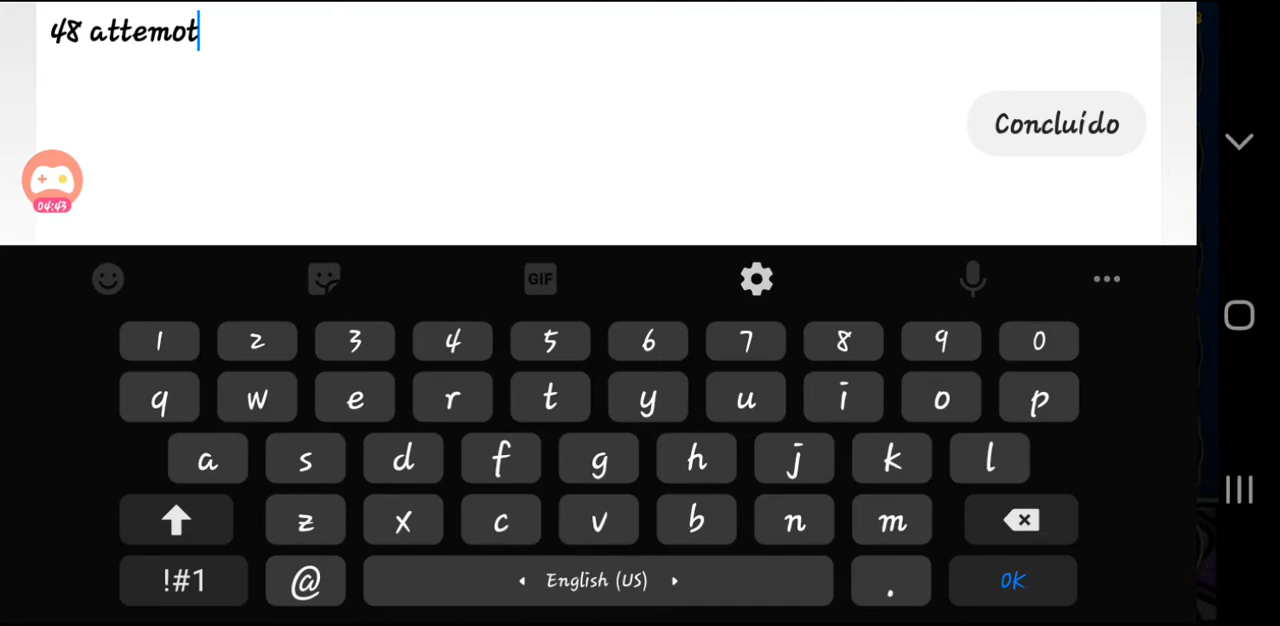 48 attemot
Concluído
04:43
GIF
1 2 3 4 5 6 7 8 9 0
q w e r t y u i o p
a s d f g h j k l
z x c v b n m
!#1 @ English (US) . OK